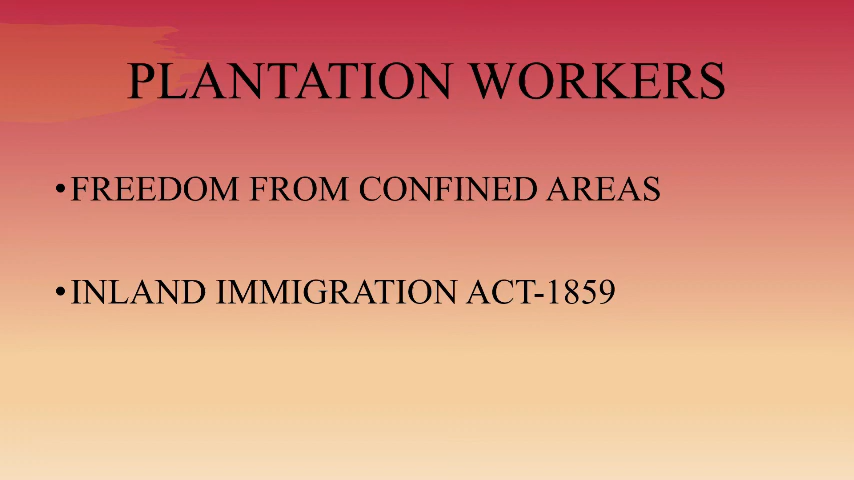 PLANTATION WORKERS
•FREEDOM FROM CONFINED AREAS
•INLAND IMMIGRATION ACT-1859